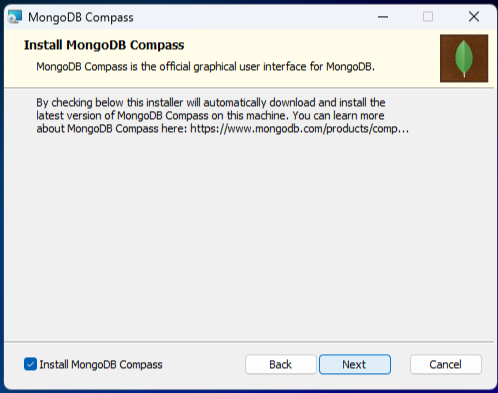 MongoDB Compass
Install MongoDB Compass
MongoDB Compass is the official graphical user interface for MongoDB.
By checking below this installer will automatically download and install the
latest version of MongoDB Compass on this machine. You can learn more
about MongoDB Compass here: https://www.mongodb.com/products/comp...
Install MongoDB Compass
Back
Next
Cancel